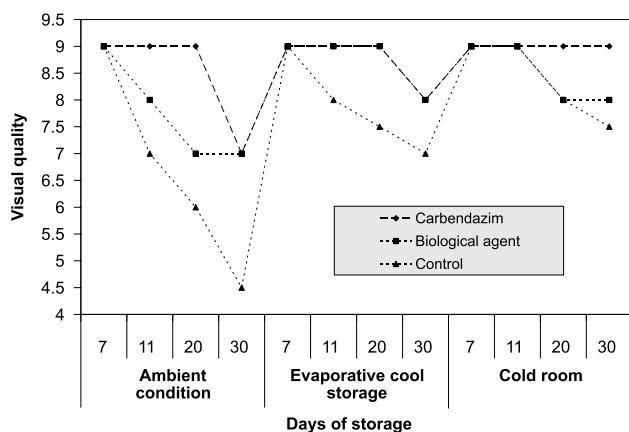 9.5
9
8.5
8
7.5
7
6.5
6
5.5
5
4.5
4
Visual quality
Carbendazim
Biological agent
Control
7 11 20 30 7 11 20 30 7 11 20 30
Ambient condition
Evaporative cool storage
Cold room
Days of storage